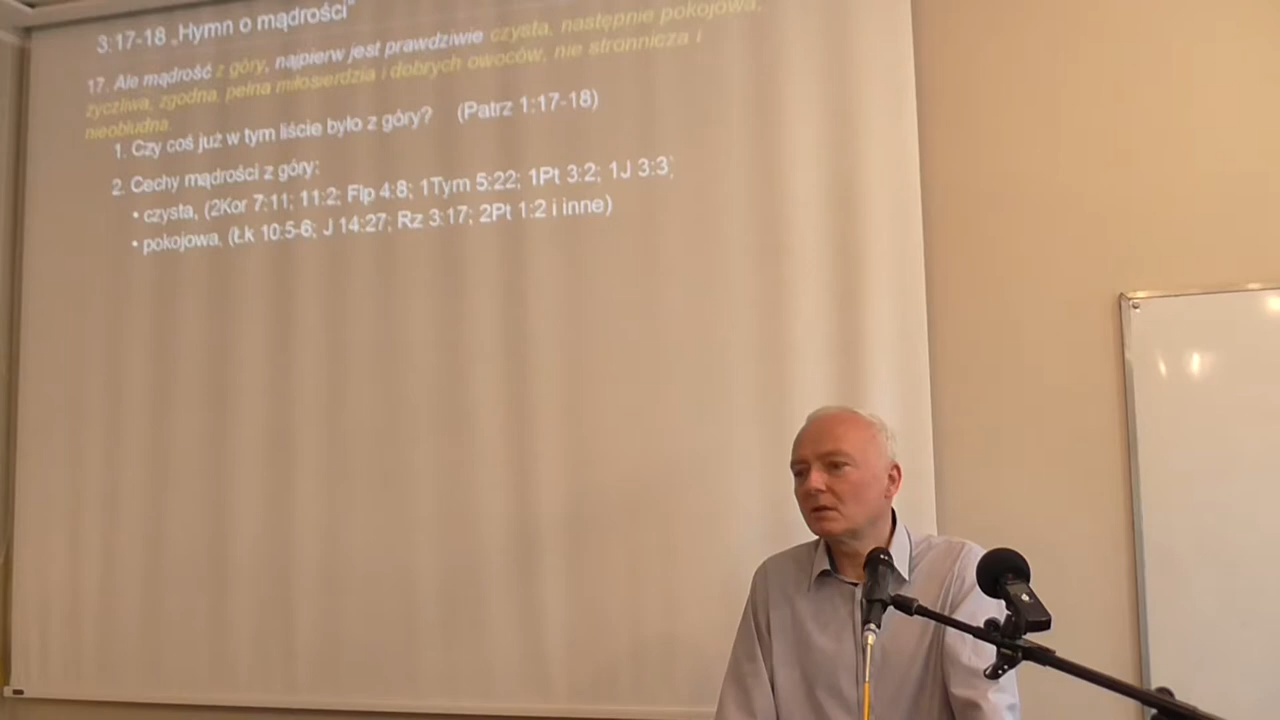 3:17-18 „Hymn o mądrości”
17. Ale mądrość z góry, najpierw jest prawdziwie czysta, następnie pokojowa,
życzliwa, zgodna, pełna miłosierdzia i dobrych owoców, nie stronnicza i
nieobłudna.
1. Czy coś już w tym liście było z góry? (Patrz 1:17-18)
2. Cechy mądrości z góry:
• czysta, (2Kor 7:11; 11:2; Flp 4:8; 1Tym 5:22; 1Pt 3:2; 1J 3:3;
• pokojowa, (Łk 10:5-6; J 14:27; Rz 3:17; 2Pt 1:2 i inne)